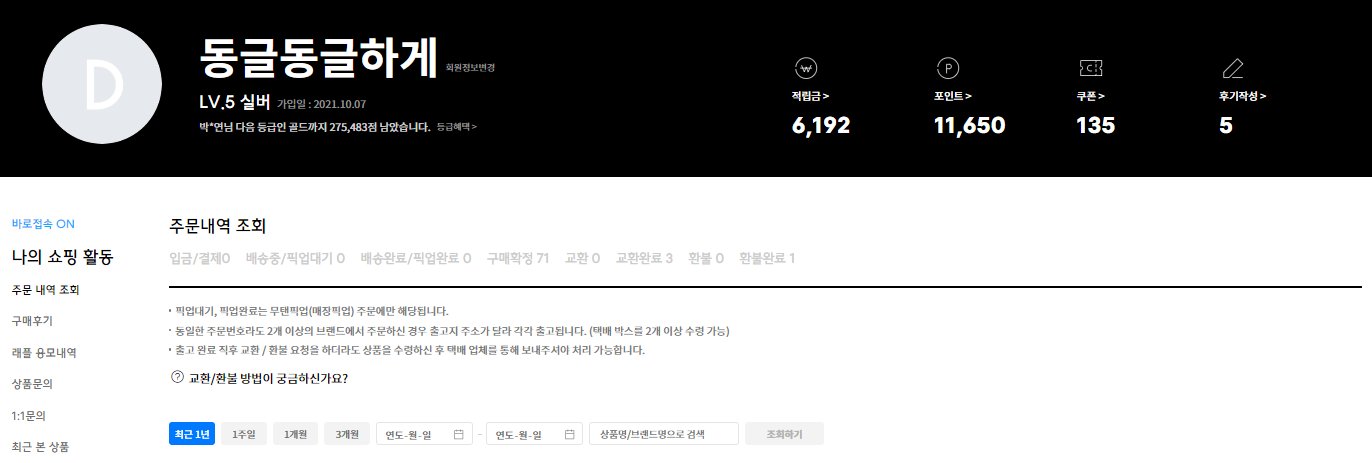 D
동글동글하게 회원정보변경
LV.5 실버 가입일 : 2021.10.07
박*연님 다음 등급인 골드까지 275,483점 남았습니다. 등급혜택 >
적립금 > 포인트 > 쿠폰 > 후기작성 >
6,192 11,650 135 5
바로접속 ON
나의 쇼핑 활동
주문 내역 조회
구매후기
래플 응모내역
상품문의
1:1문의
최근 본 상품
주문내역 조회
입금/결제0 배송중/픽업대기 0 배송완료/픽업완료 0 구매확정 71 교환 0 교환완료 3 환불 0 환불완료 1
· 픽업대기, 픽업완료는 무탠픽업(매장픽업) 주문에만 해당됩니다.
· 동일한 주문번호라도 2개 이상의 브랜드에서 주문하신 경우 출고지 주소가 달라 각각 출고됩니다. (택배 박스를 2개 이상 수령 가능)
· 출고 완료 직후 교환 / 환불 요청을 하더라도 상품을 수령하신 후 택배 업체를 통해 보내주셔야 처리 가능합니다.
? 교환/환불 방법이 궁금하신가요?
최근 1년 1주일 1개월 3개월 연도-월-일 - 연도-월-일 상품명/브랜드명으로 검색 조회하기